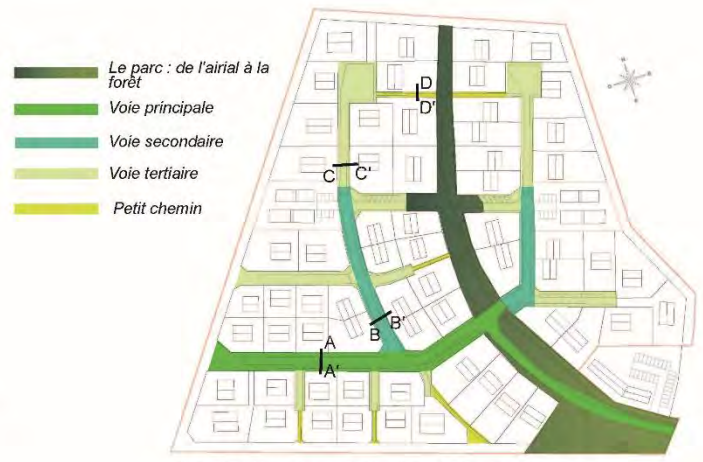 Le parc : de l'airial à la
forêt
Voie principale
Voie secondaire
Voie tertiaire
Petit chemin
D
D'
C C'
B B'
A
A'